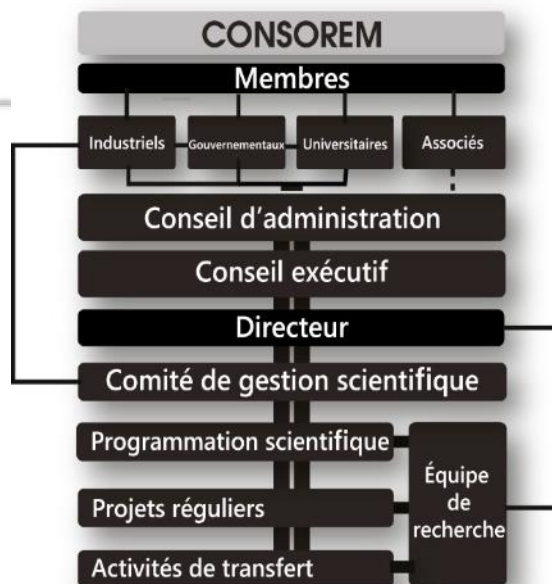 CONSOREM
Membres
Industriels
Gouvernementaux
Universitaires
Associés
Conseil d'administration
Conseil exécutif
Directeur
Comité de gestion scientifique
Programmation scientifique
Projets réguliers
Activités de transfert
Équipe
de
recherche